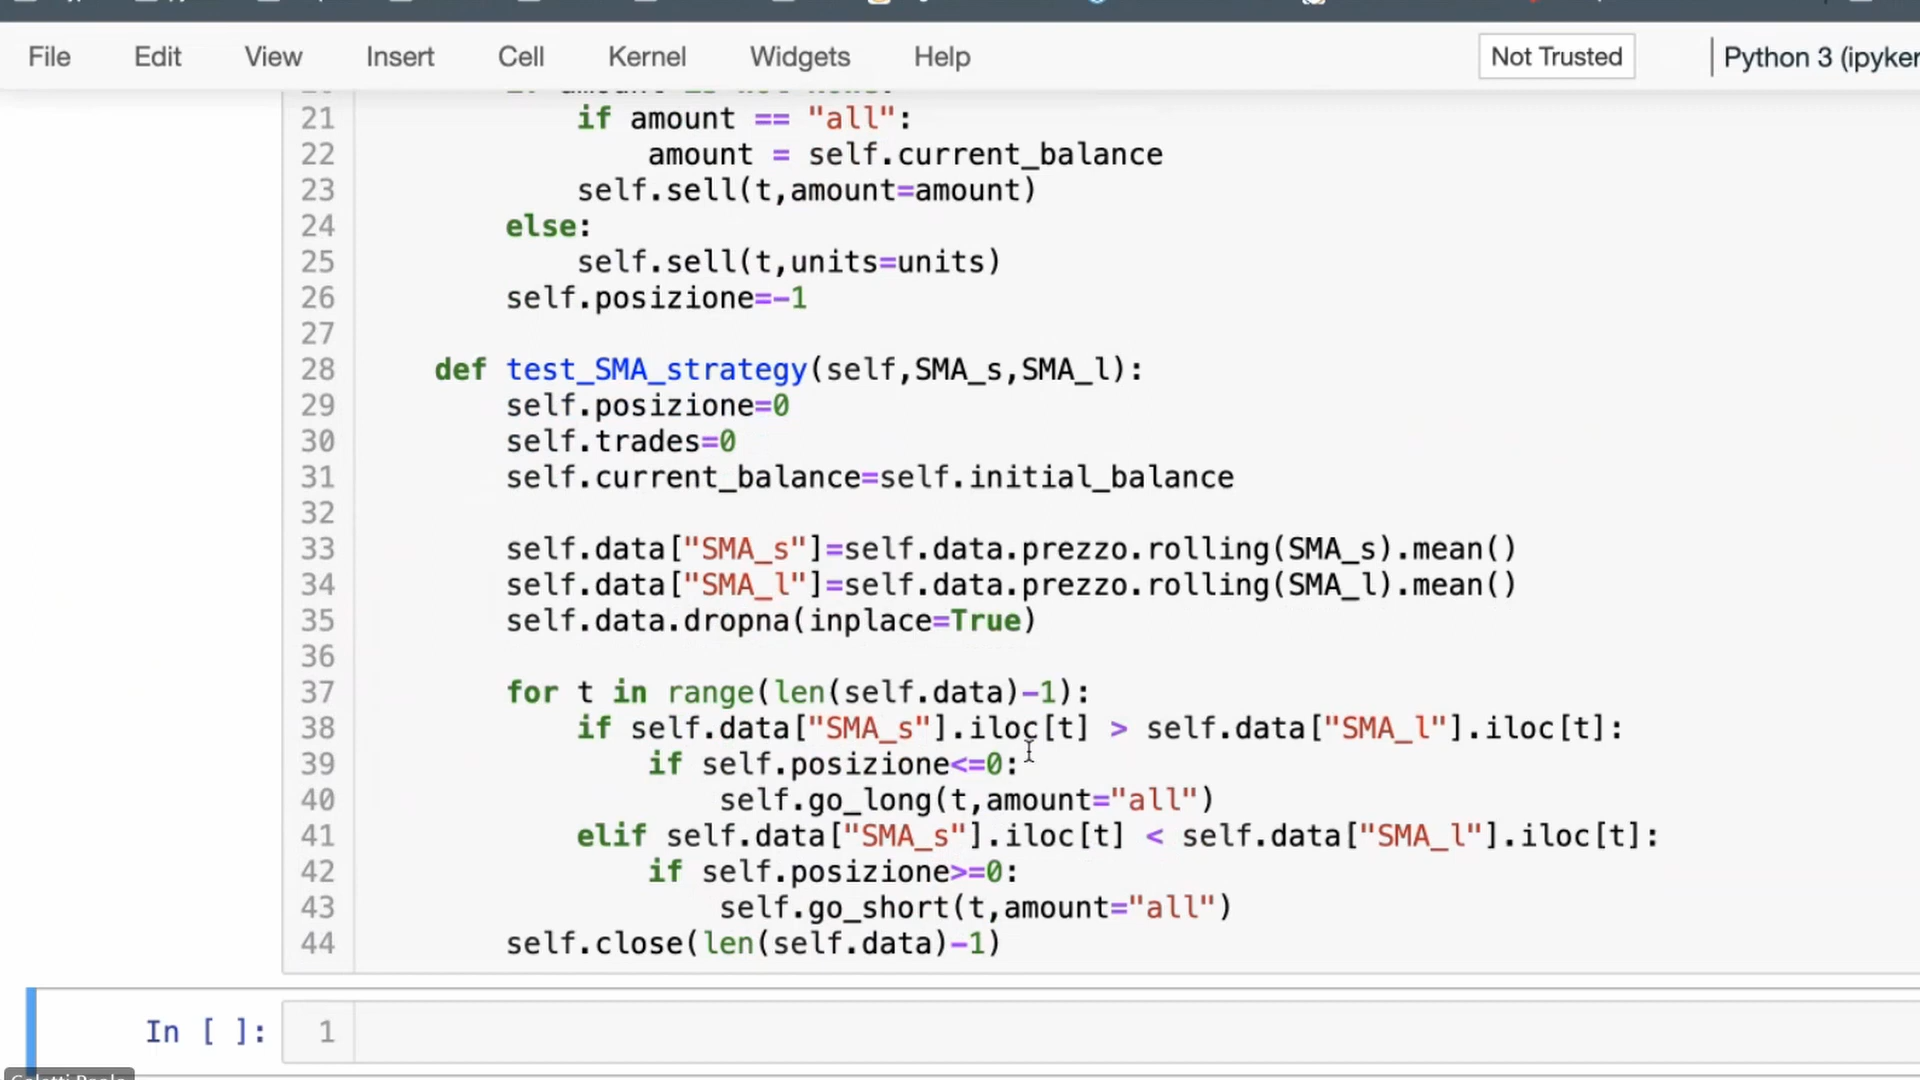 File Edit View Insert Cell Kernel Widgets Help Not Trusted Python 3 (ipyker
21 if amount == "all":
22 amount = self.current_balance
23 self.sell(t,amount=amount)
24 else:
25 self.sell(t,units=units)
26 self.posizione=-1
27
28 def test_SMA_strategy(self,SMA_s,SMA_l):
29 self.posizione=0
30 self.trades=0
31 self.current_balance=self.initial_balance
32
33 self.data["SMA_s"]=self.data.prezzo.rolling(SMA_s).mean()
34 self.data["SMA_l"]=self.data.prezzo.rolling(SMA_l).mean()
35 self.data.dropna(inplace=True)
36
37 for t in range(len(self.data)-1):
38 if self.data["SMA_s"].iloc[t] > self.data["SMA_l"].iloc[t]:
39 if self.posizione<=0:
40 self.go_long(t,amount="all")
41 elif self.data["SMA_s"].iloc[t] < self.data["SMA_l"].iloc[t]:
42 if self.posizione>=0:
43 self.go_short(t,amount="all")
44 self.close(len(self.data)-1)
In [ ]: 1